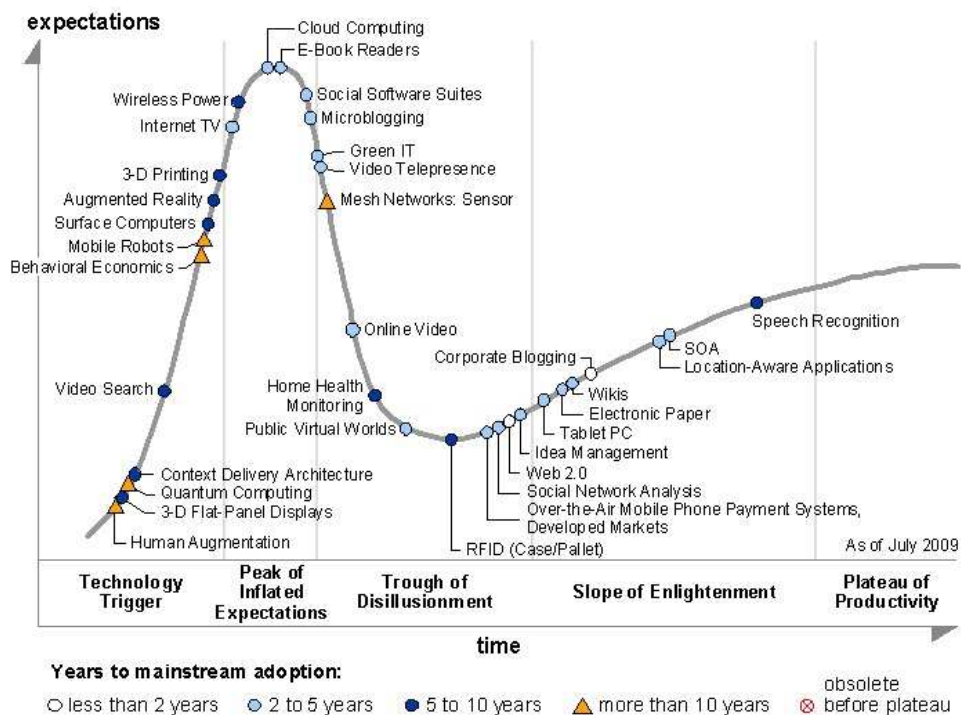 expectations
Cloud Computing
E-Book Readers
Social Software Suites
Wireless Power
Microblogging
Internet TV
Green IT
Video Telepresence
3-D Printing
Augmented Reality
Mesh Networks: Sensor
Surface Computers
Mobile Robots
Behavioral Economics
Online Video
Speech Recognition
SOA
Corporate Blogging
Location-Aware Applications
Video Search
Home Health
Monitoring
Wikis
Electronic Paper
Public Virtual Worlds
Tablet PC
Idea Management
Web 2.0
Context Delivery Architecture
Quantum Computing
Social Network Analysis
3-D Flat-Panel Displays
Over-the-Air Mobile Phone Payment Systems,
Developed Markets
Human Augmentation
RFID (Case/Pallet)
As of July 2009
Technology
Trigger
Peak of
Inflated
Expectations
Trough of
Disillusionment
Slope of Enlightenment
Plateau of
Productivity
time
Years to mainstream adoption:
less than 2 years
2 to 5 years
5 to 10 years
more than 10 years
obsolete
before plateau